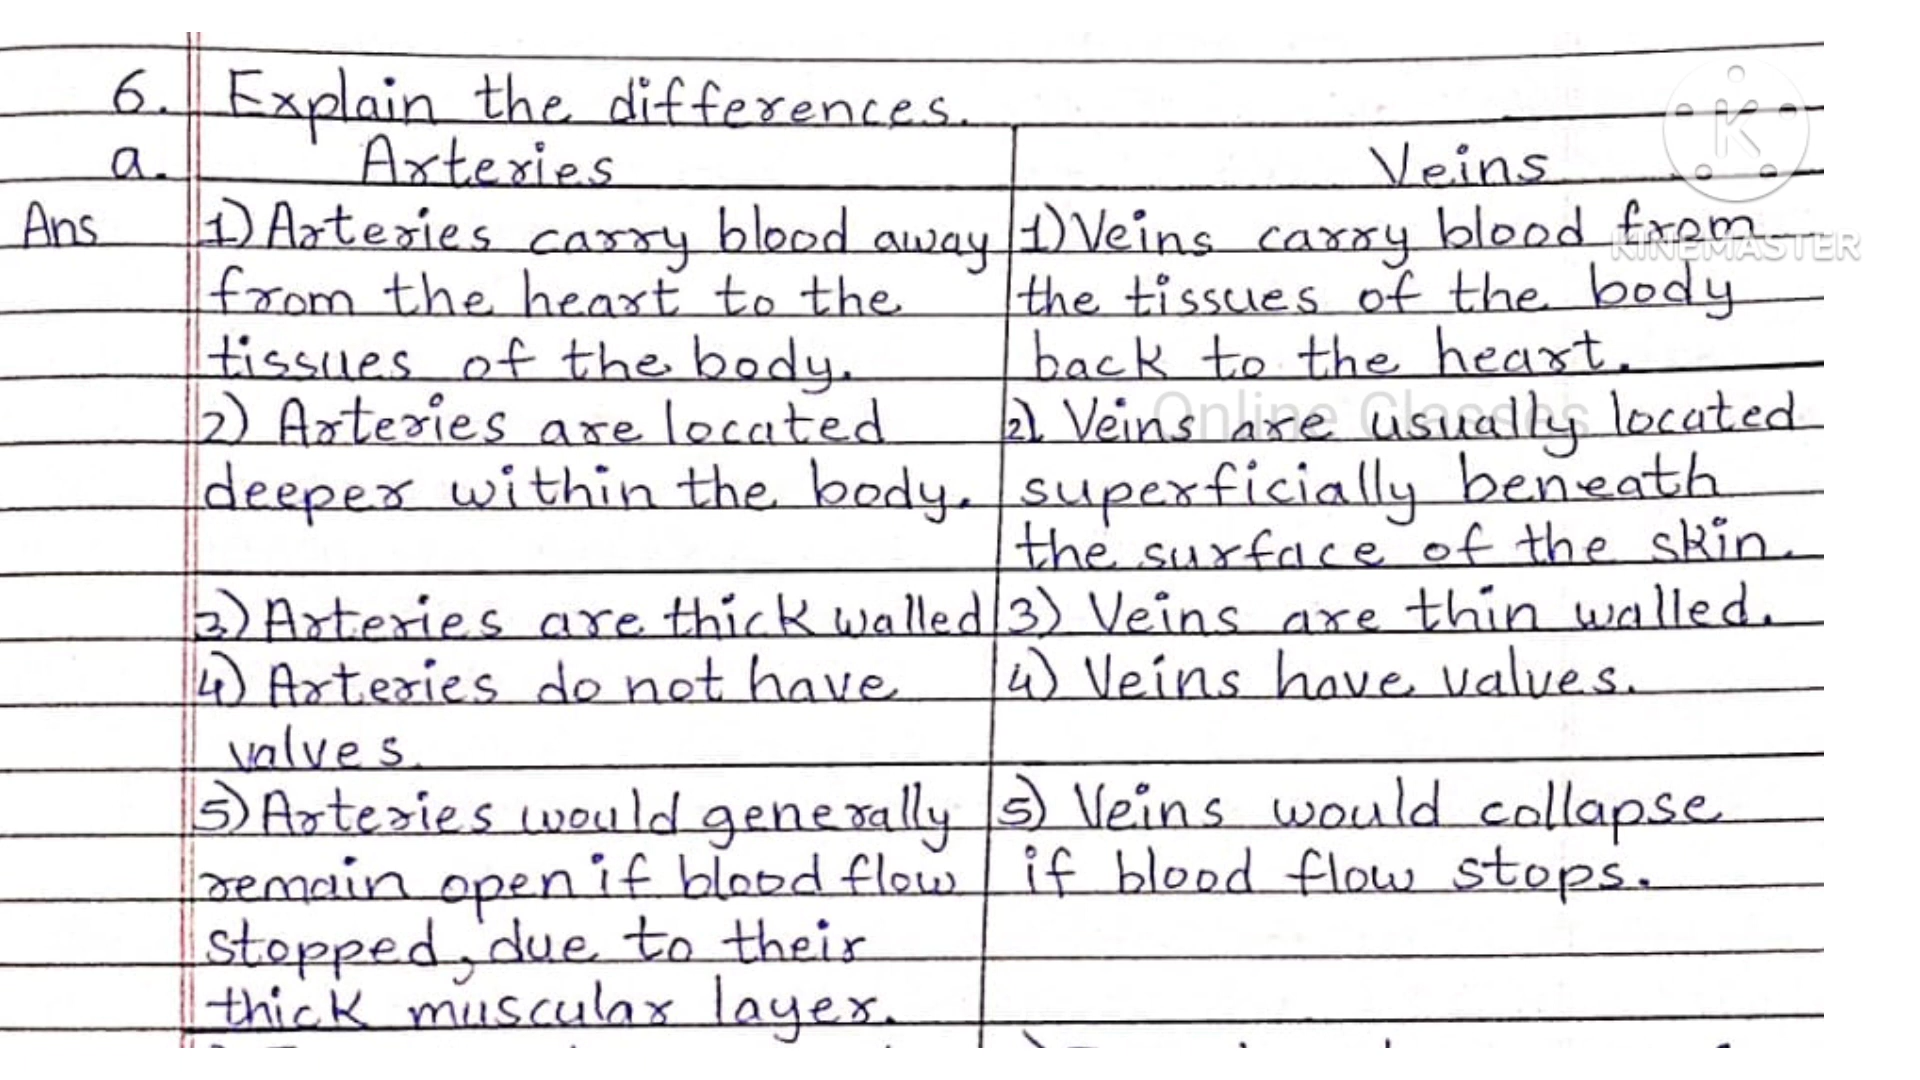 6. Explain the differences.
a. Arteries Veins
Ans 1) Arteries carry blood away 1) Veins carry blood from
KINEMASTER
from the heart to the the tissues of the body
tissues of the body. back to the heart.
Online Classes
2) Arteries are located 2) Veins are usually located
deeper within the body. superficially beneath
the surface of the skin.
3) Arteries are thick walled 3) Veins are thin walled.
4) Arteries do not have 4) Veins have valves.
valves.
5) Arteries would generally 5) Veins would collapse
remain open if blood flow if blood flow stops.
stopped, due to their
thick muscular layer.